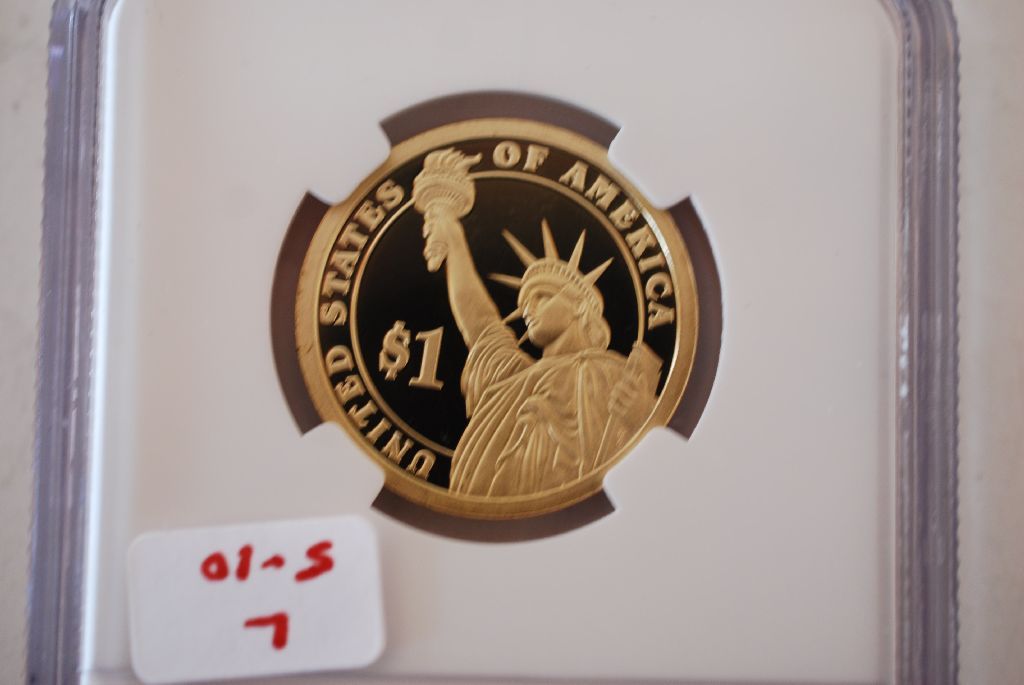 UNITED STATES OF AMERICA
$1
01-S
7